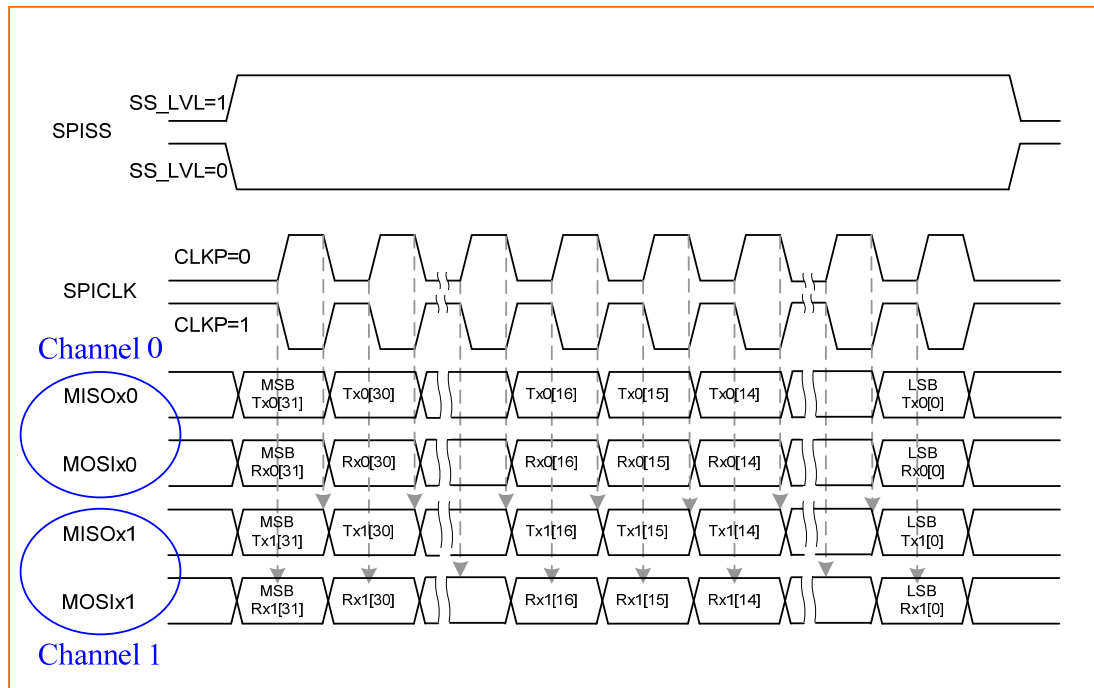 SS_LVL=1
SPISS
SS_LVL=0
CLKP=0
SPICLK
CLKP=1
Channel 0
MISOx0
MSB
Tx0[31]
Tx0[30]
Tx0[16]
Tx0[15]
Tx0[14]
LSB
Tx0[0]
MOSIx0
MSB
Rx0[31]
Rx0[30]
Rx0[16]
Rx0[15]
Rx0[14]
LSB
Rx0[0]
MISOx1
MSB
Tx1[31]
Tx1[30]
Tx1[16]
Tx1[15]
Tx1[14]
LSB
Tx1[0]
MOSIx1
MSB
Rx1[31]
Rx1[30]
Rx1[16]
Rx1[15]
Rx1[14]
LSB
Rx1[0]
Channel 1